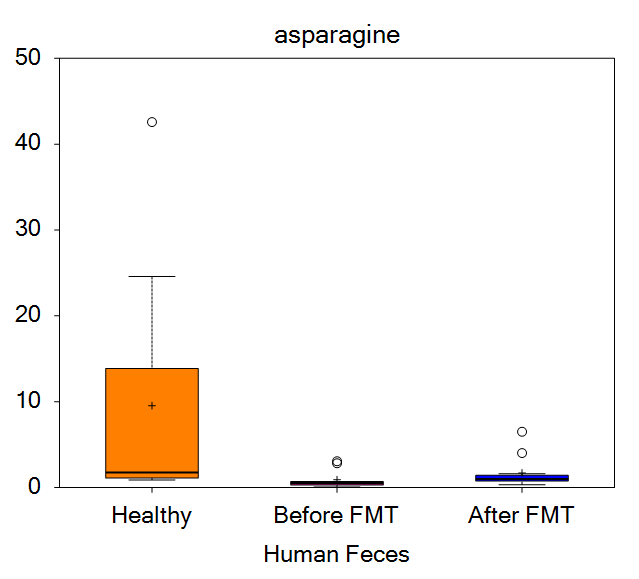 asparagine
50
40
30
20
10
0
Healthy
Before FMT
After FMT
Human Feces